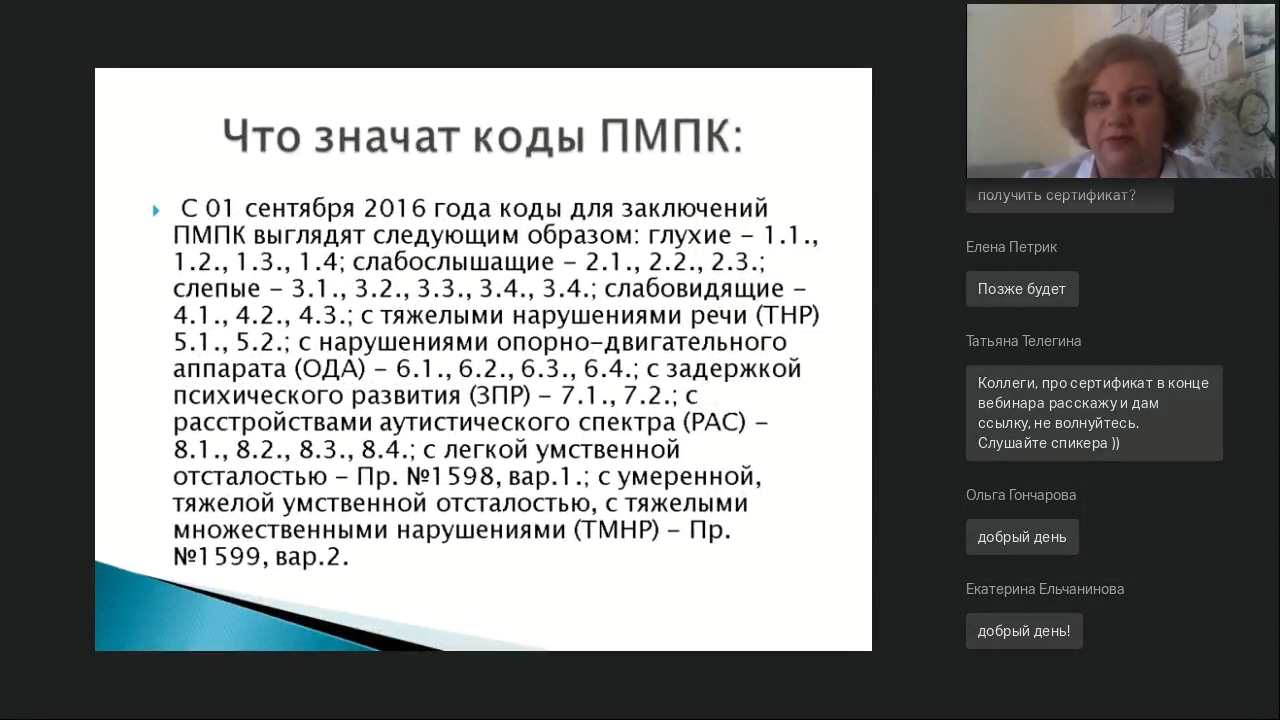 Что значат коды ПМПК:
С 01 сентября 2016 года коды для заключений
ПМПК выглядят следующим образом: глухие – 1.1.,
1.2., 1.3., 1.4; слабослышащие – 2.1., 2.2., 2.3.;
слепые – 3.1., 3.2., 3.3., 3.4., 3.4.; слабовидящие –
4.1., 4.2., 4.3.; с тяжелыми нарушениями речи (ТНР)
5.1., 5.2.; с нарушениями опорно-двигательного
аппарата (ОДА) – 6.1., 6.2., 6.3., 6.4.; с задержкой
психического развития (ЗПР) – 7.1., 7.2.; с
расстройствами аутистического спектра (РАС) –
8.1., 8.2., 8.3., 8.4.; с легкой умственной
отсталостью – Пр. №1598, вар.1.; с умеренной,
тяжелой умственной отсталостью, с тяжелыми
множественными нарушениями (ТМНР) – Пр.
№1599, вар.2.
получить сертификат?
Елена Петрик
Позже будет
Татьяна Телегина
Коллеги, про сертификат в конце
вебинара расскажу и дам
ссылку, не волнуйтесь.
Слушайте спикера ))
Ольга Гончарова
добрый день
Екатерина Ельчанинова
добрый день!